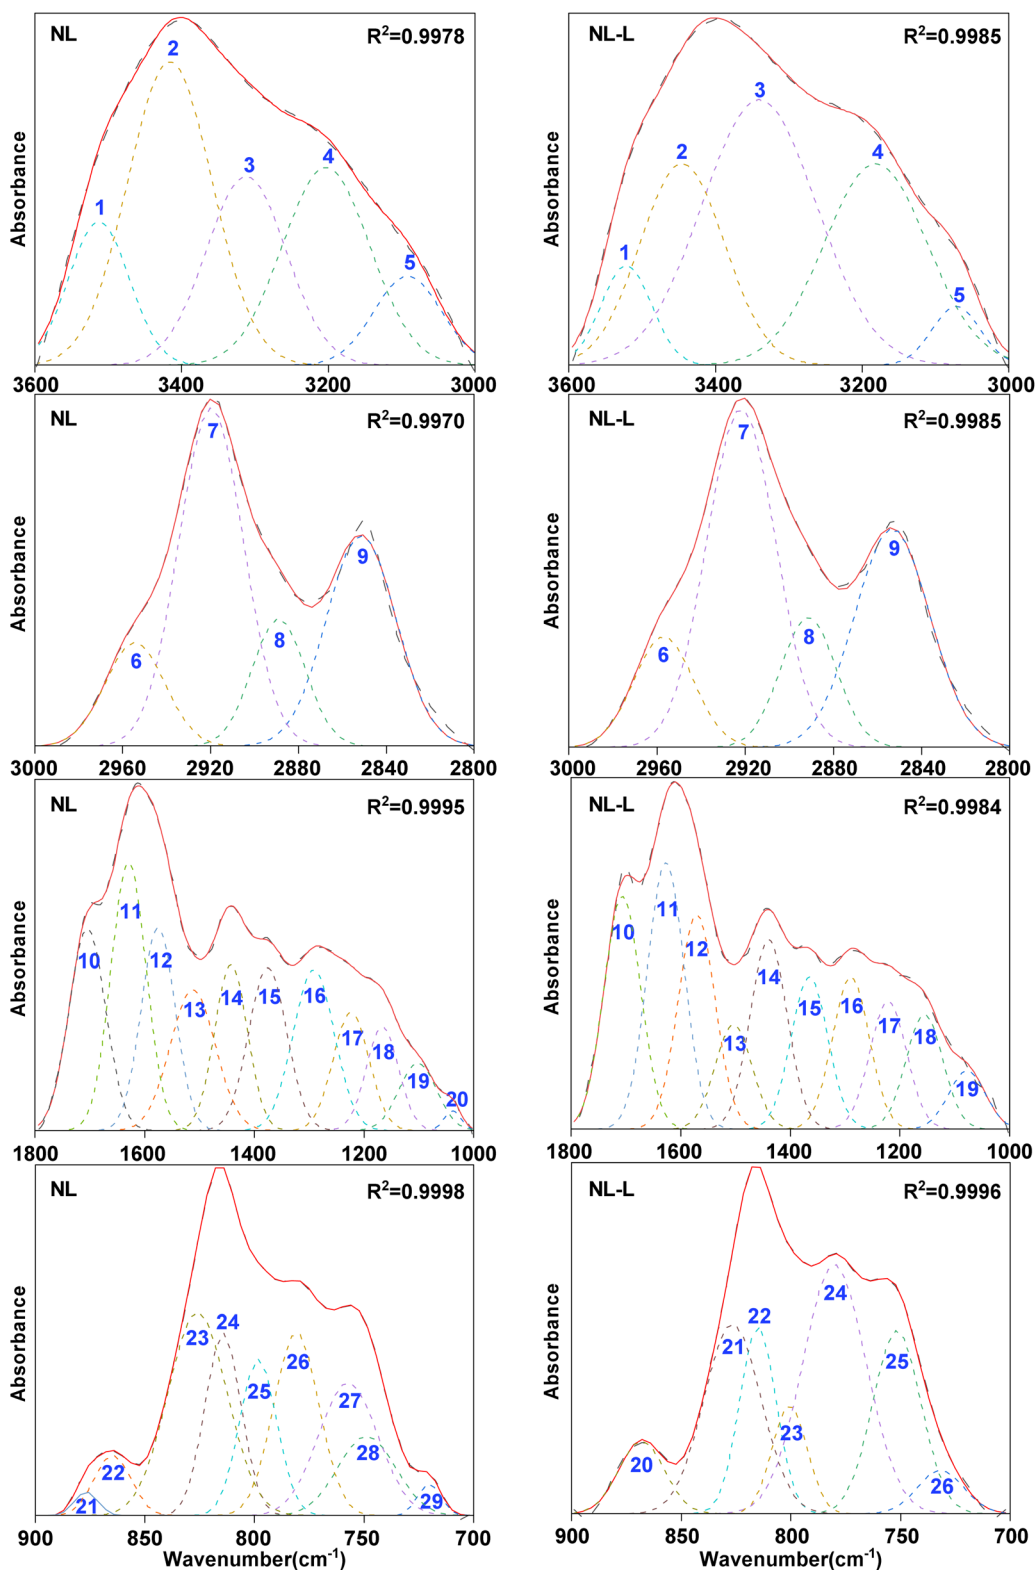 NL R²=0.9978
1 2 3 4 5
Absorbance
3600 3400 3200 3000
NL-L R²=0.9985
1 2 3 4 5
Absorbance
3600 3400 3200 3000
NL R²=0.9970
6 7 8 9
Absorbance
3000 2960 2920 2880 2840 2800
NL-L R²=0.9985
6 7 8 9
Absorbance
3000 2960 2920 2880 2840 2800
NL R²=0.9995
10 11 12 13 14 15 16 17 18 19 20
Absorbance
1800 1600 1400 1200 1000
NL-L R²=0.9984
10 11 12 13 14 15 16 17 18 19
Absorbance
1800 1600 1400 1200 1000
NL R²=0.9998
21 22 23 24 25 26 27 28 29
Absorbance
900 850 800 750 700
Wavenumber(cm⁻¹)
NL-L R²=0.9996
20 21 22 23 24 25 26
Absorbance
900 850 800 750 700
Wavenumber(cm⁻¹)